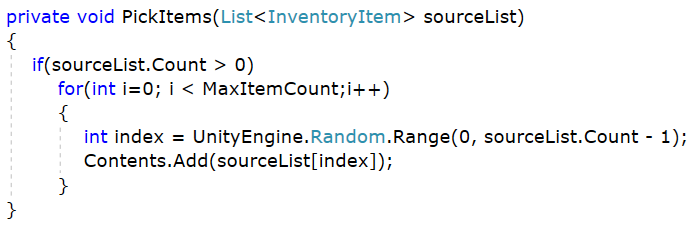 private void PickItems(List<InventoryItem> sourceList)
{
if(sourceList.Count > 0)
for(int i=0; i < MaxItemCount;i++)
{
int index = UnityEngine.Random.Range(0, sourceList.Count - 1);
Contents.Add(sourceList[index]);
}
}